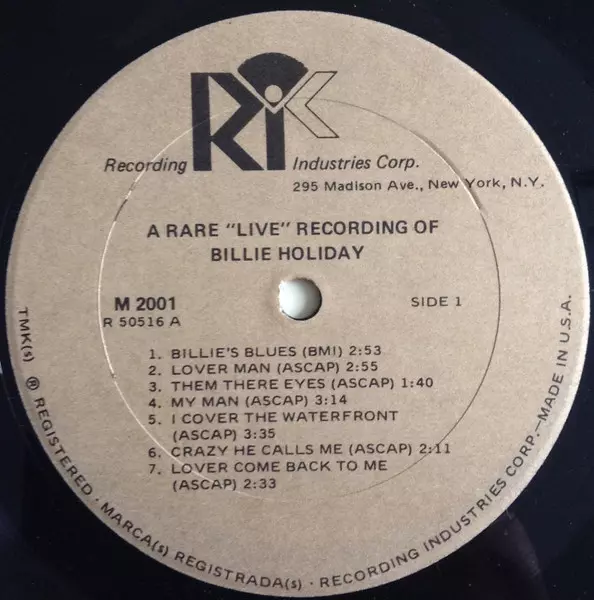 RIC
Recording Industries Corp.
295 Madison Ave., New York, N.Y.
A RARE "LIVE" RECORDING OF
BILLIE HOLIDAY
M 2001
R 50516 A
SIDE 1
1. BILLIE'S BLUES (BMI) 2:53
2. LOVER MAN (ASCAP) 2:55
3. THEM THERE EYES (ASCAP) 1:40
4. MY MAN (ASCAP) 3:14
5. I COVER THE WATERFRONT
(ASCAP) 3:35
6. CRAZY HE CALLS ME (ASCAP) 2:11
7. LOVER COME BACK TO ME
(ASCAP) 2:33
TMK(s) ® REGISTERED · MARCA(s) REGISTRADA(s) · RECORDING INDUSTRIES CORP.—MADE IN U.S.A.